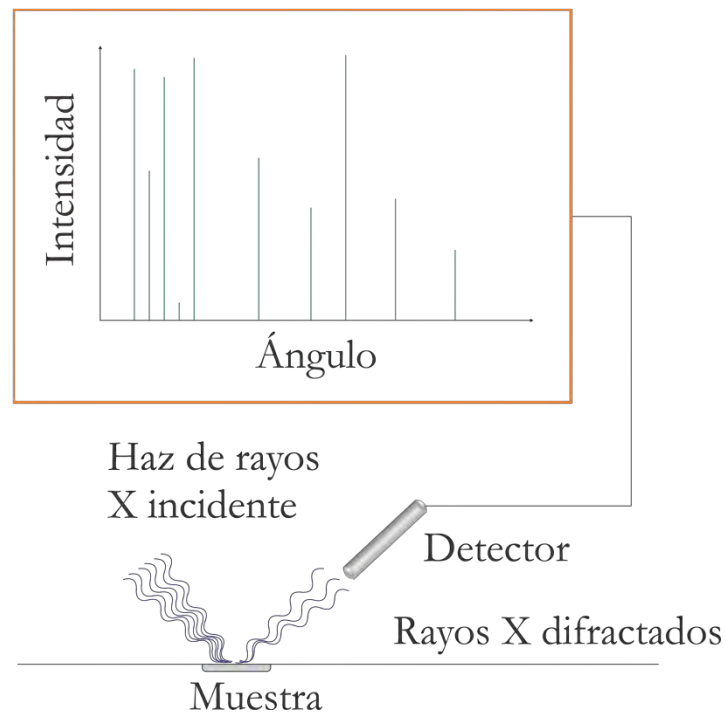 Intensidad
Ángulo
Haz de rayos
X incidente
Detector
Rayos X difractados
Muestra